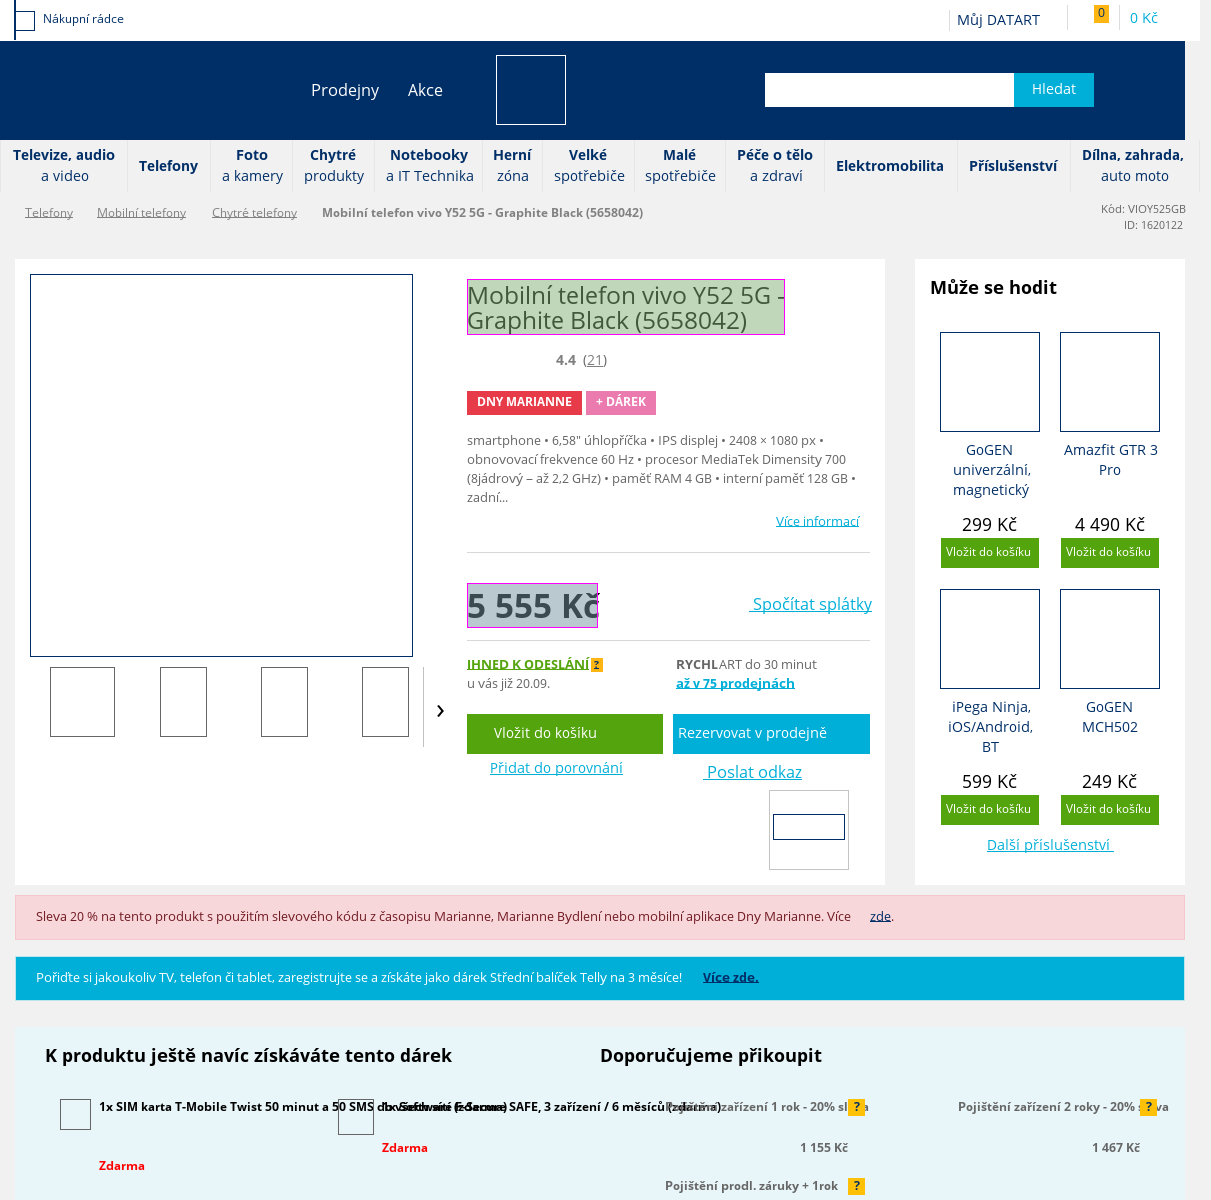 Nákupní rádce
Můj DATART
0
0 Kč
Prodejny
Akce
Hledat
Televize, audio
a video
Telefony
Foto
a kamery
Chytré
produkty
Notebooky
a IT Technika
Herní
zóna
Velké
spotřebiče
Malé
spotřebiče
Péče o tělo
a zdraví
Elektromobilita
Příslušenství
Dílna, zahrada,
auto moto
Telefony
Mobilní telefony
Chytré telefony
Mobilní telefon vivo Y52 5G - Graphite Black (5658042)
Kód: VIOY525GB
ID: 1620122
Mobilní telefon vivo Y52 5G -
Graphite Black (5658042)
4.4 (21)
DNY MARIANNE
+ DÁREK
smartphone • 6,58" úhlopříčka • IPS displej • 2408 × 1080 px •
obnovovací frekvence 60 Hz • procesor MediaTek Dimensity 700
(8jádrový – až 2,2 GHz) • paměť RAM 4 GB • interní paměť 128 GB •
zadní...
Více informací
5 555 Kč
Spočítat splátky
IHNED K ODESLÁNÍ ?
u vás již 20.09.
RYCHLART do 30 minut
až v 75 prodejnách
Vložit do košíku
Rezervovat v prodejně
Přidat do porovnání
Poslat odkaz
Může se hodit
GoGEN
univerzální,
magnetický
299 Kč
Vložit do košíku
Amazfit GTR 3
Pro
4 490 Kč
Vložit do košíku
iPega Ninja,
iOS/Android,
BT
599 Kč
Vložit do košíku
GoGEN
MCH502
249 Kč
Vložit do košíku
Další příslušenství
Sleva 20 % na tento produkt s použitím slevového kódu z časopisu Marianne, Marianne Bydlení nebo mobilní aplikace Dny Marianne. Více zde.
Pořiďte si jakoukoliv TV, telefon či tablet, zaregistrujte se a získáte jako dárek Střední balíček Telly na 3 měsíce! Více zde.
K produktu ještě navíc získáváte tento dárek
1x SIM karta T-Mobile Twist 50 minut a 50 SMS do všech sítí (zdarma)
Zdarma
1x Software F-Secure SAFE, 3 zařízení / 6 měsíců (zdarma)
Zdarma
Doporučujeme přikoupit
Pojištění zařízení 1 rok - 20% sleva ?
1 155 Kč
Pojištění zařízení 2 roky - 20% sleva ?
1 467 Kč
Pojištění prodl. záruky + 1rok ?